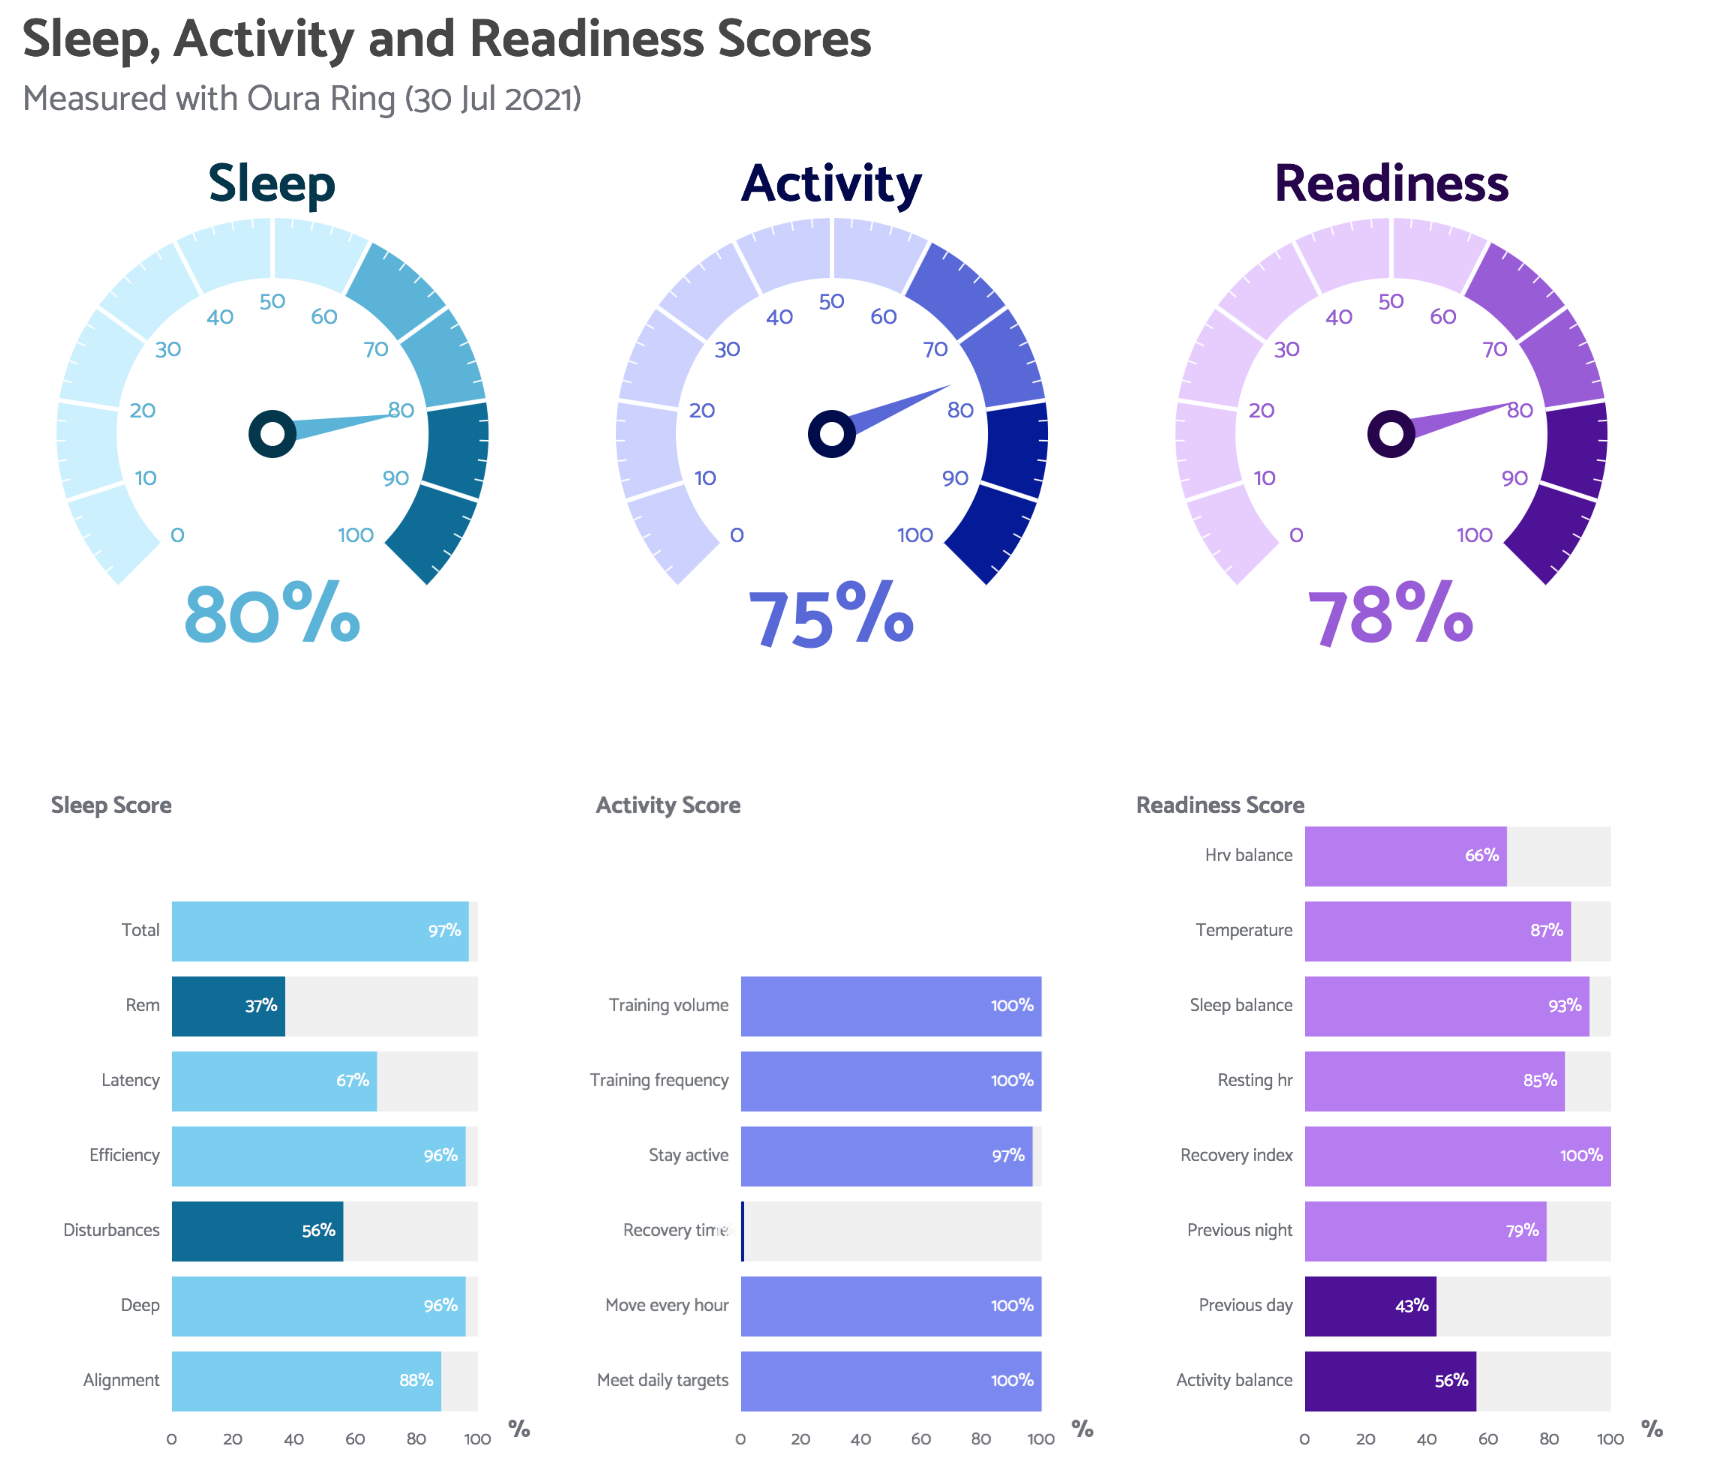 Sleep, Activity and Readiness Scores
Measured with Oura Ring (30 Jul 2021)
Sleep
0
10
20
30
40
50
60
70
80
90
100
80%
Activity
0
10
20
30
40
50
60
70
80
90
100
75%
Readiness
0
10
20
30
40
50
60
70
80
90
100
78%
Sleep Score
Total 97%
Rem 37%
Latency 67%
Efficiency 96%
Disturbances 56%
Deep 96%
Alignment 88%
0 20 40 60 80 100 %
Activity Score
Training volume 100%
Training frequency 100%
Stay active 97%
Recovery time
Move every hour 100%
Meet daily targets 100%
0 20 40 60 80 100 %
Readiness Score
Hrv balance 66%
Temperature 87%
Sleep balance 93%
Resting hr 85%
Recovery index 100%
Previous night 79%
Previous day 43%
Activity balance 56%
0 20 40 60 80 100 %